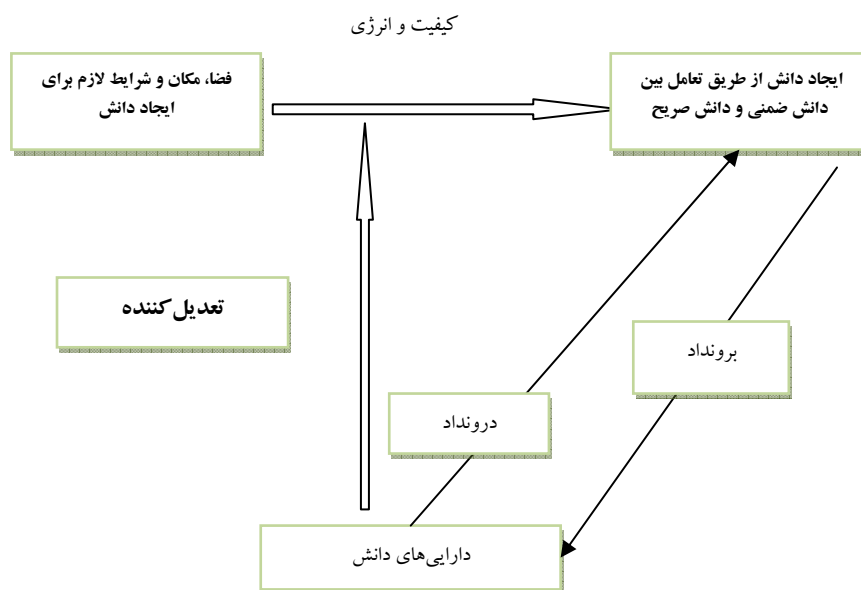 کیفیت و انرژی
ایجاد دانش از طریق تعامل بین
دانش ضمنی و دانش صریح
فضا، مکان و شرایط لازم برای
ایجاد دانش
تعدیل کننده
برونداد
درونداد
دارایی‌های دانش